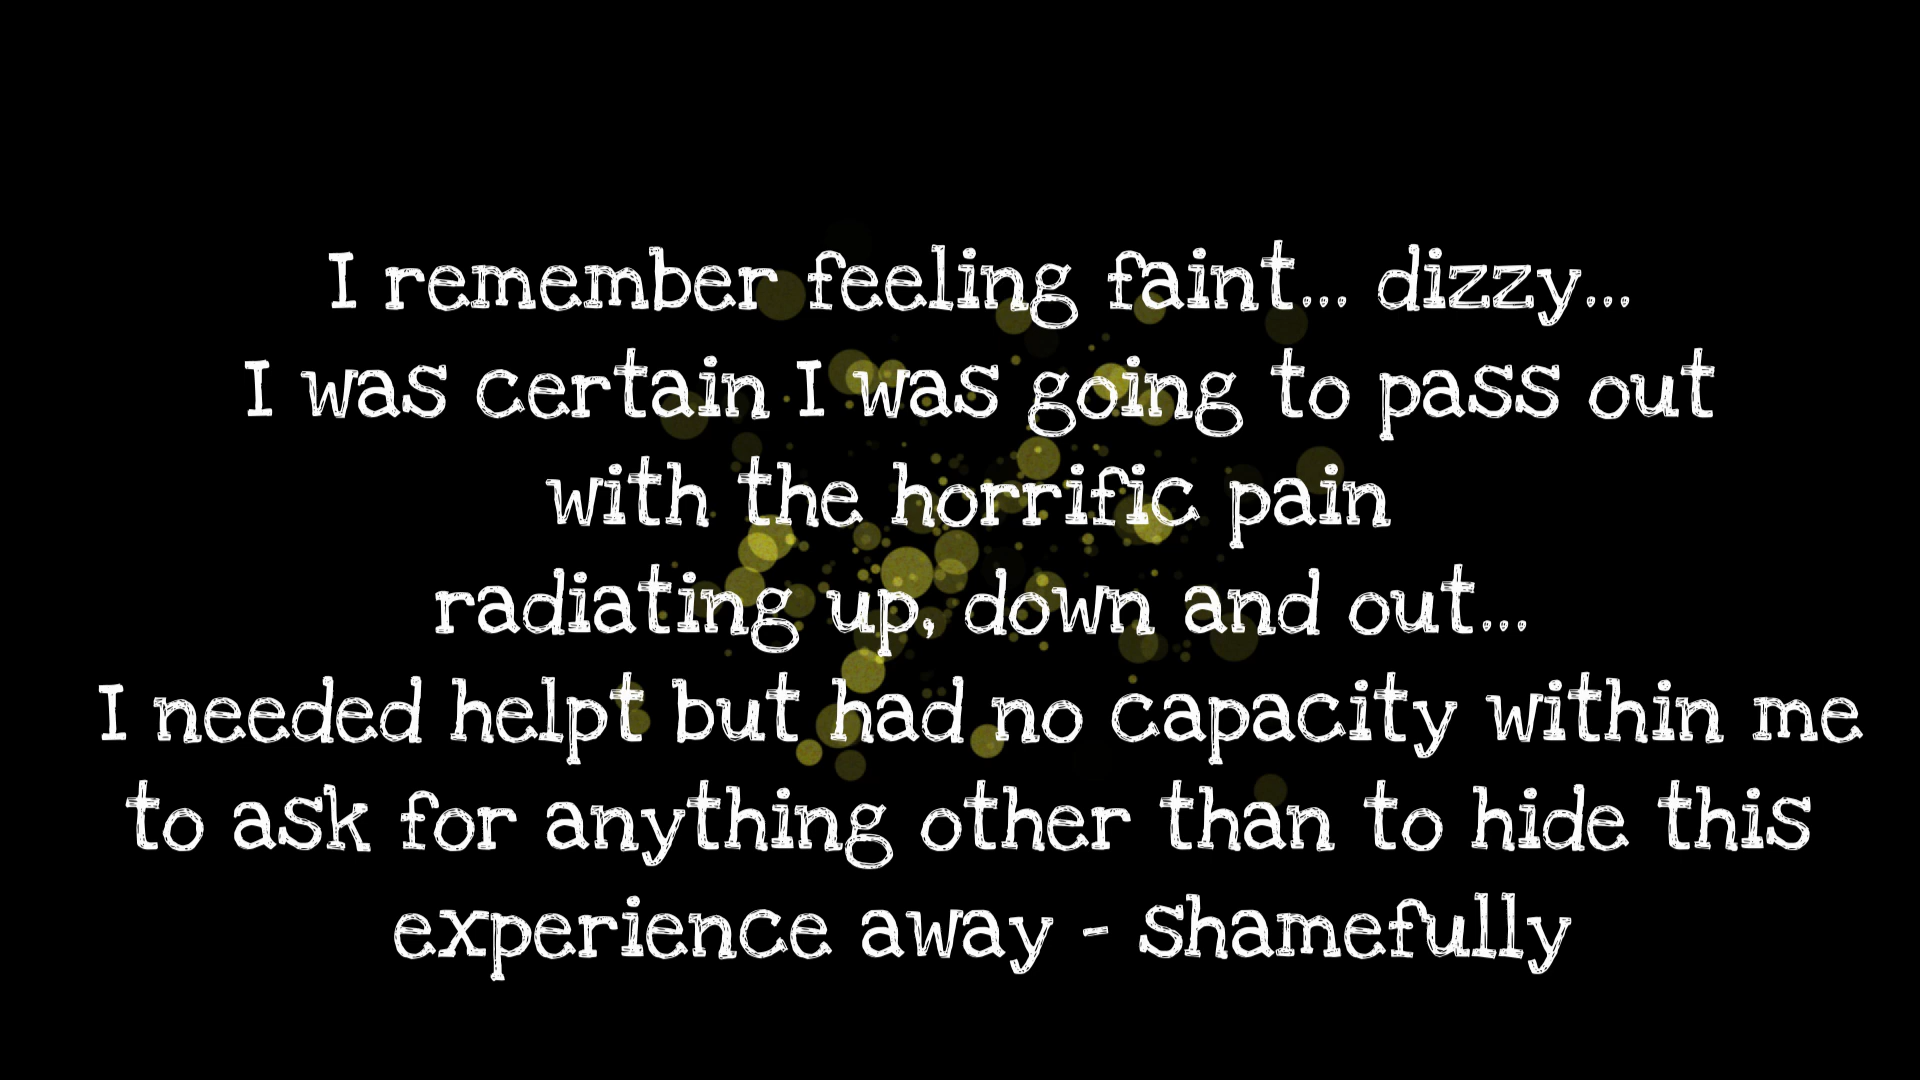 I remember feeling faint... dizzy...
I was certain I was going to pass out
with the horrific pain
radiating up, down and out...
I needed helpt but had no capacity within me
to ask for anything other than to hide this
experience away - Shamefully